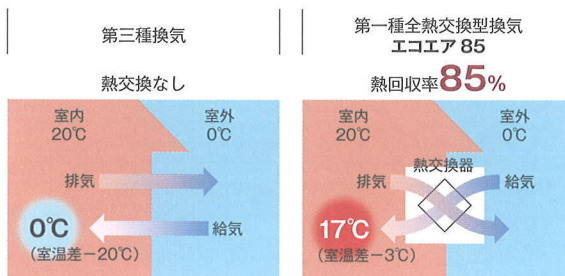 第三種換気
熱交換なし
室内
20℃
室外
0℃
排気
給気
0℃
(室温差−20℃)
第一種全熱交換型換気
エコエア85
熱回収率85%
室内
20℃
室外
0℃
熱交換器
排気
給気
17℃
(室温差−3℃)